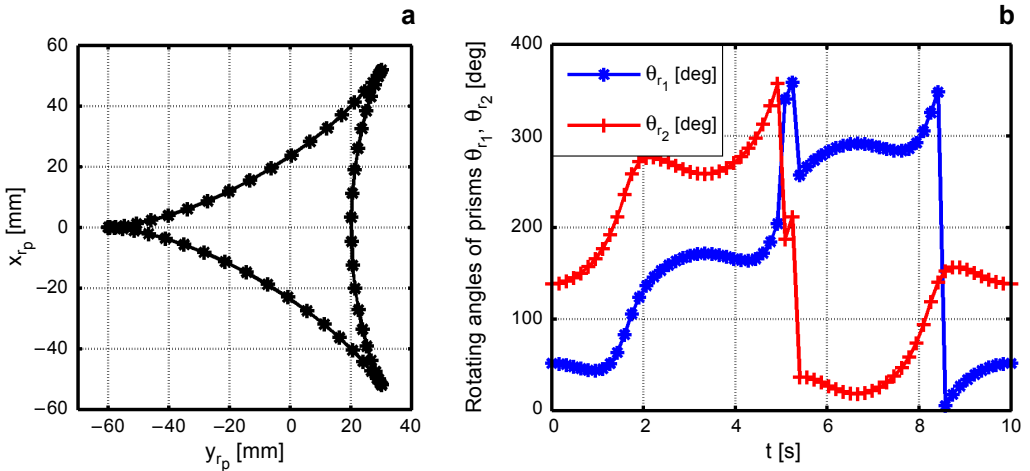 a
60
40
20
0
−20
−40
−60
x_{r_p} [mm]
−60 −40 −20 0 20 40
y_{r_p} [mm]
b
400
300
200
100
0
Rotating angles of prisms θ_{r_1}, θ_{r_2} [deg]
θ_{r_1} [deg]
θ_{r_2} [deg]
0 2 4 6 8 10
t [s]